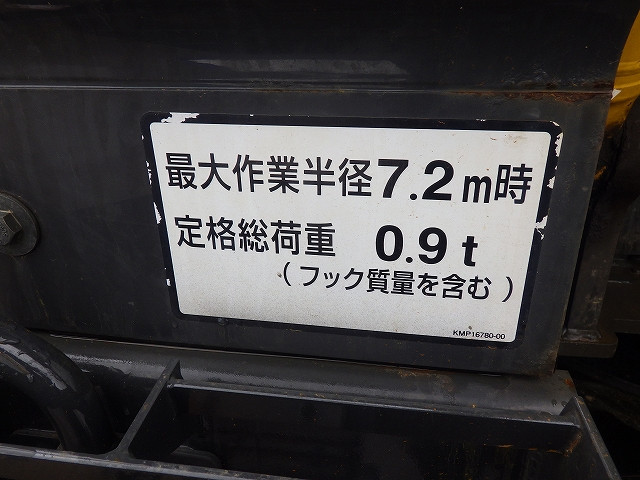 最大作業半径7.2m時
定格総荷重 0.9t
(フック質量を含む)
KMP16780-00